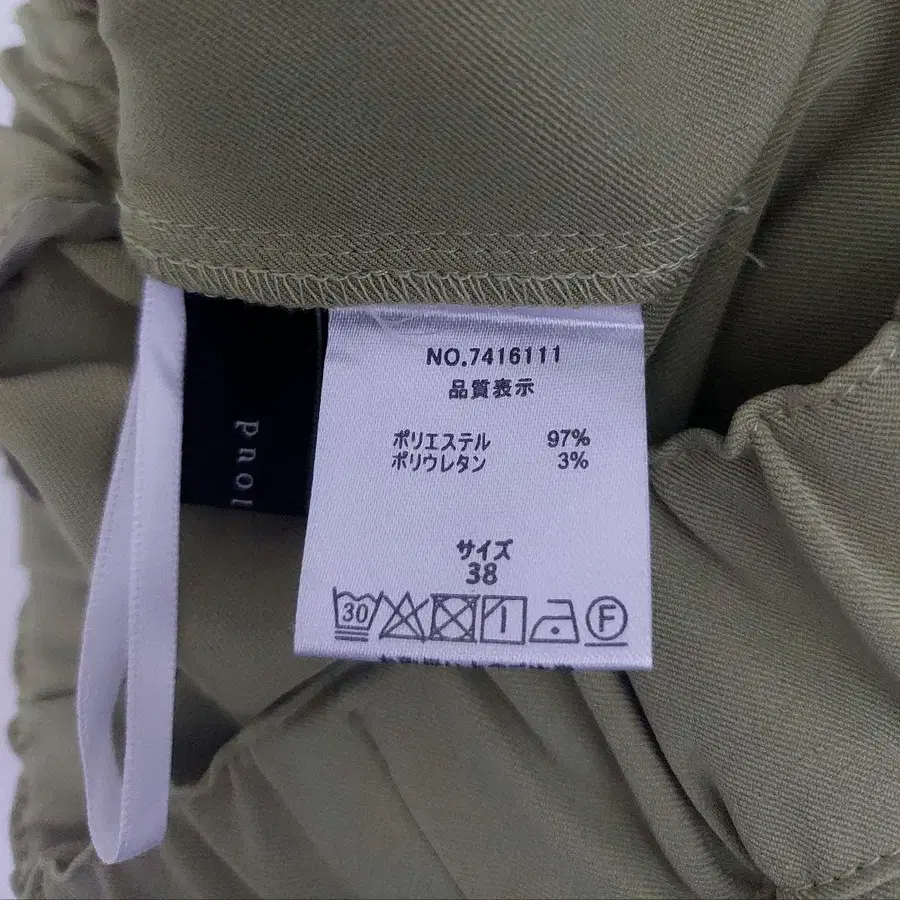 NO.7416111
品質表示
ポリエステル 97%
ポリウレタン 3%
サイズ
38
30
F